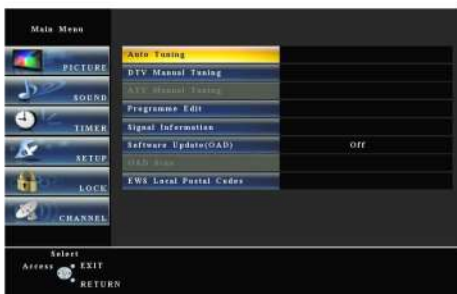 Main Menu
PICTURE
SOUND
TIMER
SETUP
LOCK
CHANNEL
Auto Tuning
DTV Manual Tuning
ATV Manual Tuning
Programme Edit
Signal Information
Software Update(OAD) Off
OAD Scan
EWS Local Postal Codes
Select
Access EXIT
RETURN